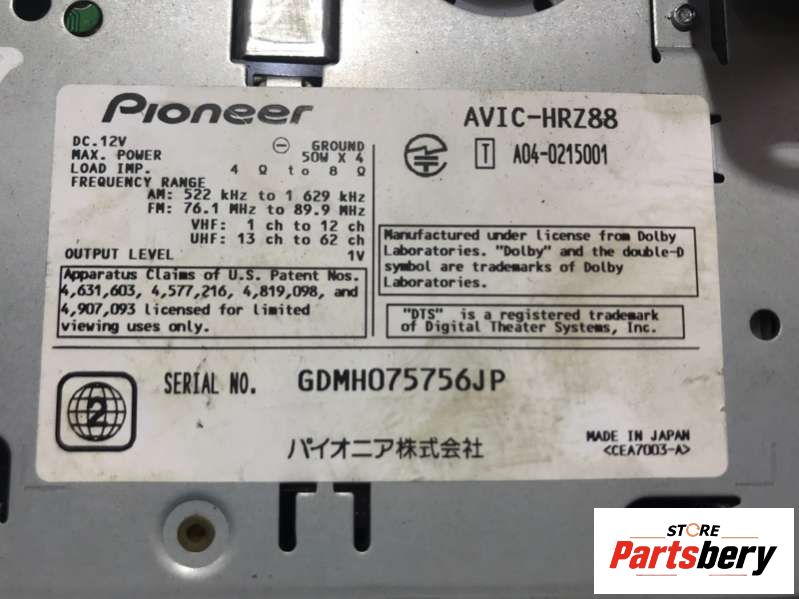 Pioneer
AVIC-HRZ88
DC.12V ⊖ GROUND
MAX. POWER 50W X 4
LOAD IMP. 4 Ω to 8 Ω
FREQUENCY RANGE
AM: 522 kHz to 1 629 kHz
FM: 76.1 MHz to 89.9 MHz
VHF: 1 ch to 12 ch
UHF: 13 ch to 62 ch
OUTPUT LEVEL 1V
T A04-0215001
Apparatus Claims of U.S. Patent Nos.
4,631,603, 4,577,216, 4,819,098, and
4,907,093 licensed for limited
viewing uses only.
Manufactured under license from Dolby
Laboratories. "Dolby" and the double-D
symbol are trademarks of Dolby
Laboratories.
"DTS" is a registered trademark
of Digital Theater Systems, Inc.
2
SERIAL NO. GDMH075756JP
パイオニア株式会社
MADE IN JAPAN
<CEA7003-A>
STORE
Partsbery